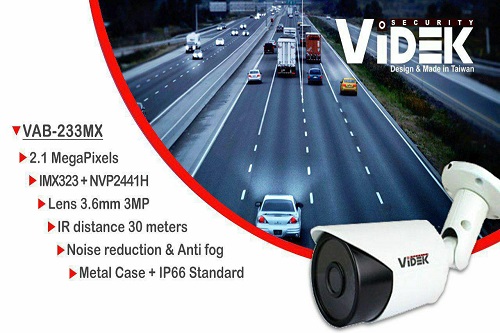 SECURITY
ViDEK
Design & Made in Taiwan
VAB-233MX
2.1 MegaPixels
IMX323 + NVP2441H
Lens 3.6mm 3MP
IR distance 30 meters
Noise reduction & Anti fog
Metal Case + IP66 Standard
ViDEK